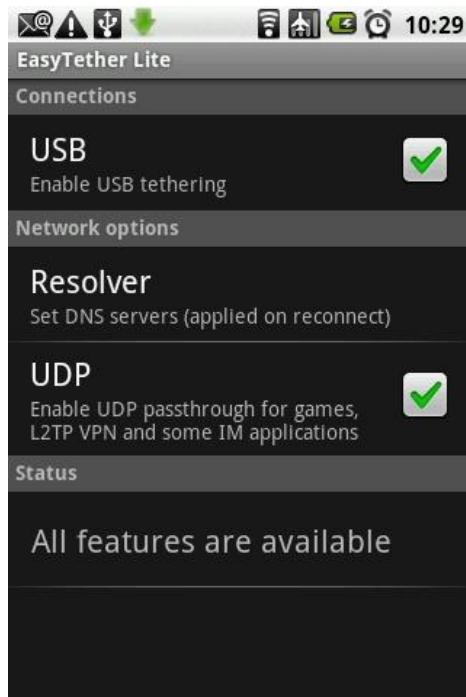 10:29
EasyTether Lite
Connections
USB
Enable USB tethering
Network options
Resolver
Set DNS servers (applied on reconnect)
UDP
Enable UDP passthrough for games,
L2TP VPN and some IM applications
Status
All features are available